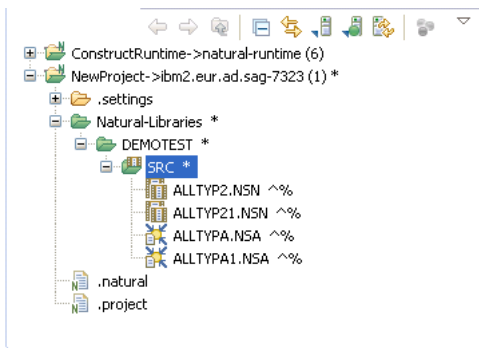 ConstructRuntime->natural-runtime (6)
NewProject->ibm2.eur.ad.sag-7323 (1) *
.settings
Natural-Libraries *
DEMOTEST *
SRC *
ALLTYP2.NSN ^%
ALLTYP21.NSN ^%
ALLTYPA.NSA ^%
ALLTYPA1.NSA ^%
.natural
.project